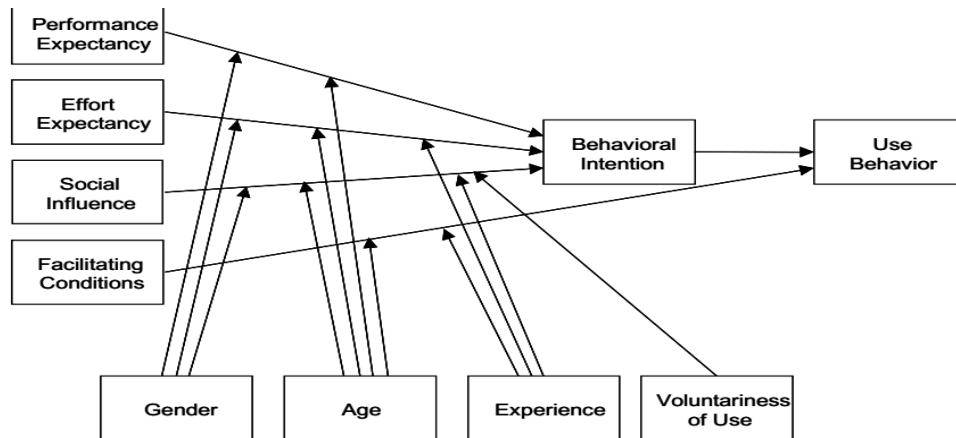 Performance
Expectancy
Effort
Expectancy
Social
Influence
Facilitating
Conditions
Behavioral
Intention
Use
Behavior
Gender
Age
Experience
Voluntariness
of Use